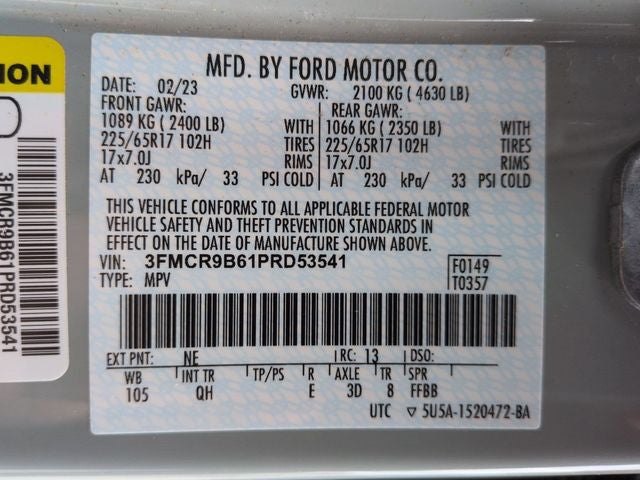 MFD. BY FORD MOTOR CO.
DATE: 02/23 GVWR: 2100 KG ( 4630 LB)
FRONT GAWR: REAR GAWR:
1089 KG ( 2400 LB) WITH 1066 KG ( 2350 LB) WITH
225/65R17 102H TIRES 225/65R17 102H TIRES
17x7.0J RIMS 17x7.0J RIMS
AT 230 kPa/ 33 PSI COLD AT 230 kPa/ 33 PSI COLD
THIS VEHICLE CONFORMS TO ALL APPLICABLE FEDERAL MOTOR
VEHICLE SAFETY AND THEFT PREVENTION STANDARDS IN
EFFECT ON THE DATE OF MANUFACTURE SHOWN ABOVE.
VIN: 3FMCR9B61PRD53541 F0149
TYPE: MPV T0357
EXT PNT: NE RC: 13 DSO:
WB INT TR TP/PS R AXLE TR SPR
105 QH E 3D 8 FFBB
UTC 5U5A-1520472-BA
ION
3FMCR9B61PRD53541